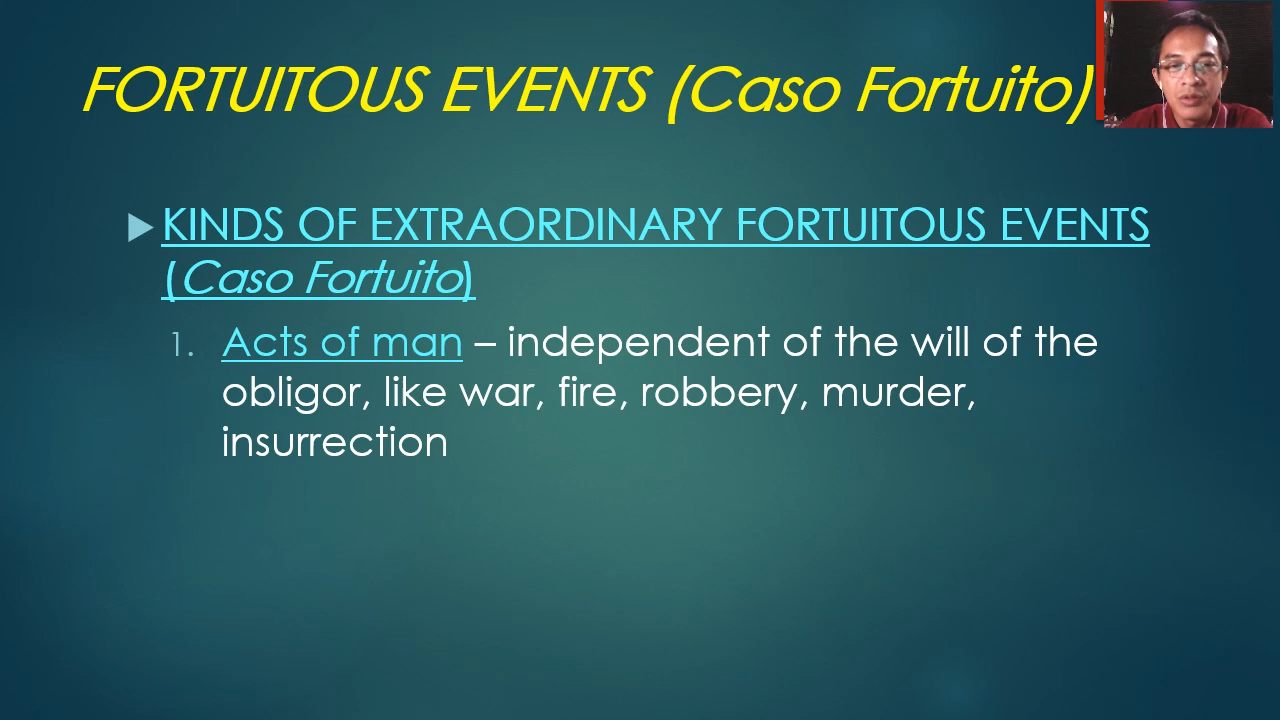 FORTUITOUS EVENTS (Caso Fortuito)
KINDS OF EXTRAORDINARY FORTUITOUS EVENTS
(Caso Fortuito)
1. Acts of man – independent of the will of the
obligor, like war, fire, robbery, murder,
insurrection